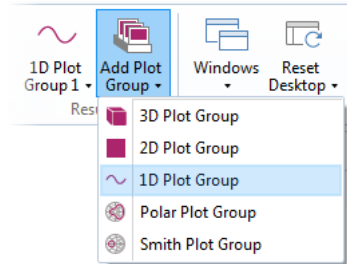 1D Plot Add Plot Windows Reset
Group 1 Group Desktop
Res
3D Plot Group
2D Plot Group
1D Plot Group
Polar Plot Group
Smith Plot Group